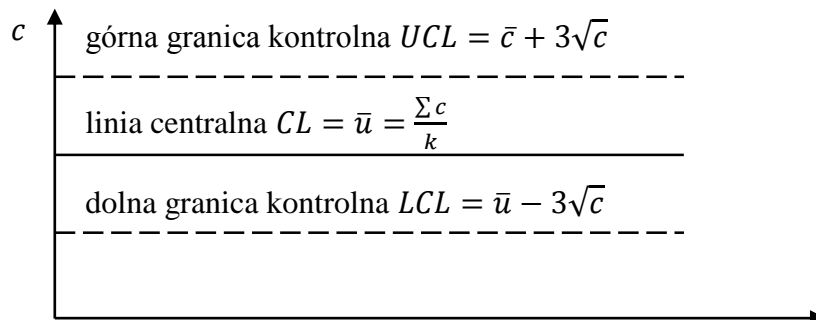 c górna granica kontrolna UCL = c̄ + 3√c
linia centralna CL = ū = ∑ c / k
dolna granica kontrolna LCL = ū − 3√c